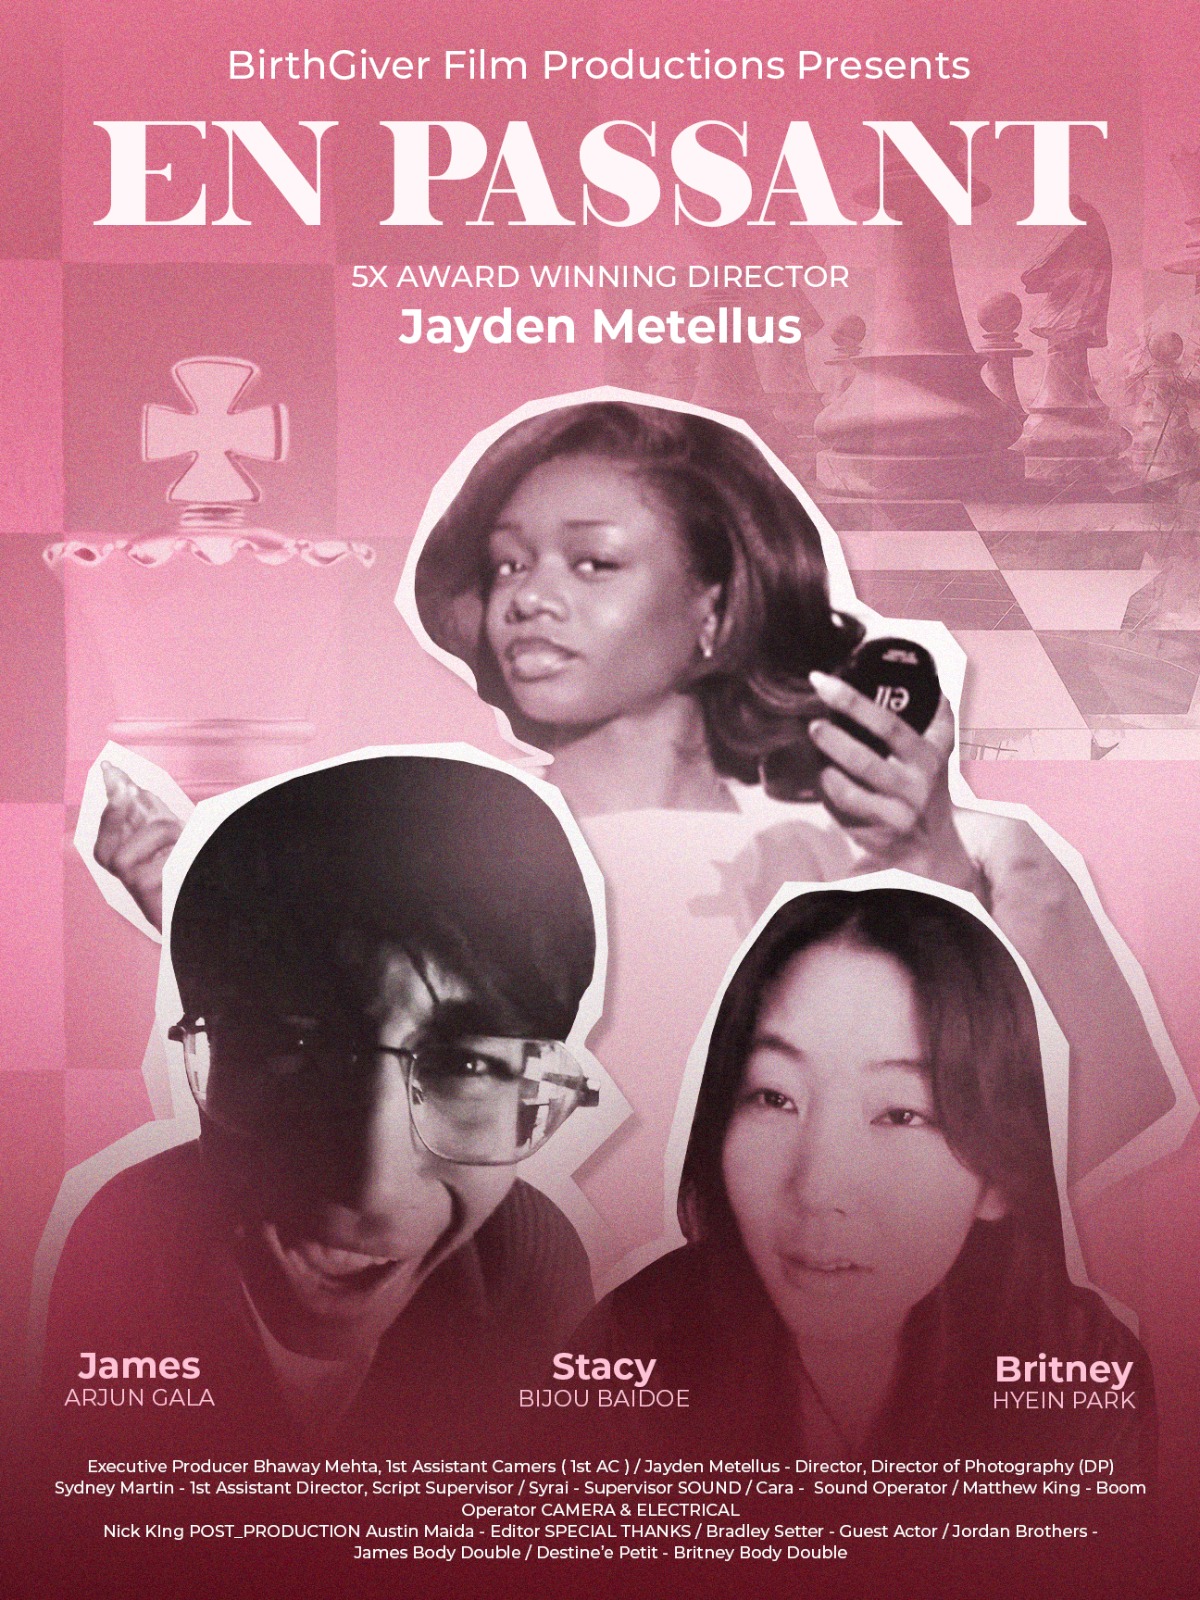 BirthGiver Film Productions Presents
EN PASSANT
5X AWARD WINNING DIRECTOR
Jayden Metellus
James
ARJUN GALA
Stacy
BIJOU BAIDOE
Britney
HYEIN PARK
Executive Producer Bhaway Mehta, 1st Assistant Camers ( 1st AC ) / Jayden Metellus - Director, Director of Photography (DP)
Sydney Martin - 1st Assistant Director, Script Supervisor / Syrai - Supervisor SOUND / Cara -  Sound Operator / Matthew King - Boom
Operator CAMERA & ELECTRICAL
Nick KIng POST_PRODUCTION Austin Maida - Editor SPECIAL THANKS / Bradley Setter - Guest Actor / Jordan Brothers -
James Body Double / Destine’e Petit - Britney Body Double